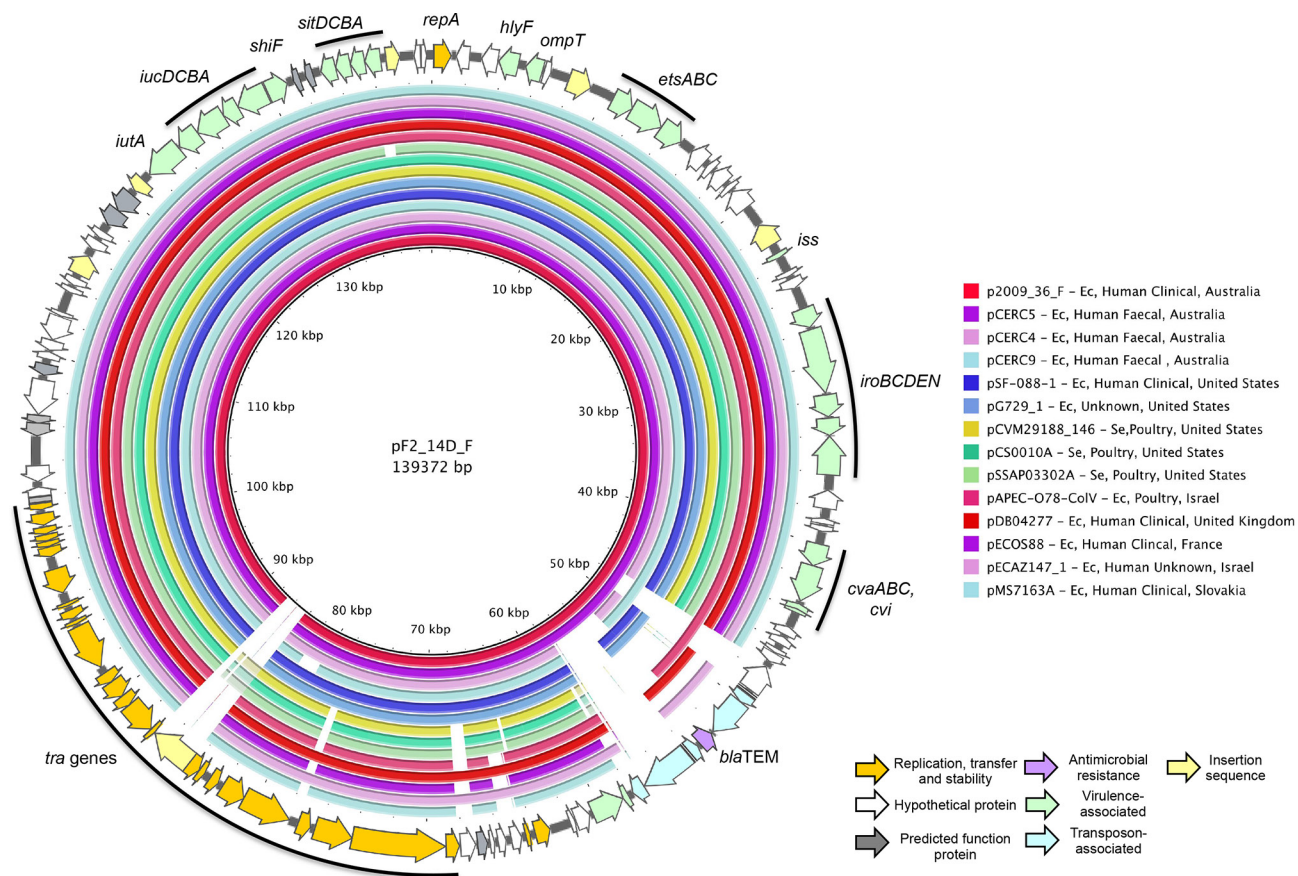 sitDCBA
repA
hlyF
ompT
shiF
etsABC
iucDCBA
iutA
iss
iroBCDEN
cvaABC,
cvi
blaTEM
tra genes
130 kbp
10 kbp
120 kbp
20 kbp
110 kbp
30 kbp
100 kbp
40 kbp
90 kbp
50 kbp
80 kbp
70 kbp
60 kbp
pF2_14D_F
139372 bp
p2009_36_F – Ec, Human Clinical, Australia
pCERC5 – Ec, Human Faecal, Australia
pCERC4 – Ec, Human Faecal, Australia
pCERC9 – Ec, Human Faecal , Australia
pSF-088-1 – Ec, Human Clinical, United States
pG729_1 – Ec, Unknown, United States
pCVM29188_146 – Se,Poultry, United States
pCS0010A – Se, Poultry, United States
pSSAP03302A – Se, Poultry, United States
pAPEC-O78-ColV – Ec, Poultry, Israel
pDB04277 – Ec, Human Clinical, United Kingdom
pECOS88 – Ec, Human Clincal, France
pECAZ147_1 – Ec, Human Unknown, Israel
pMS7163A – Ec, Human Clinical, Slovakia
Replication, transfer
and stability
Antimicrobial
resistance
Insertion
sequence
Hypothetical protein
Virulence-
associated
Predicted function
protein
Transposon-
associated